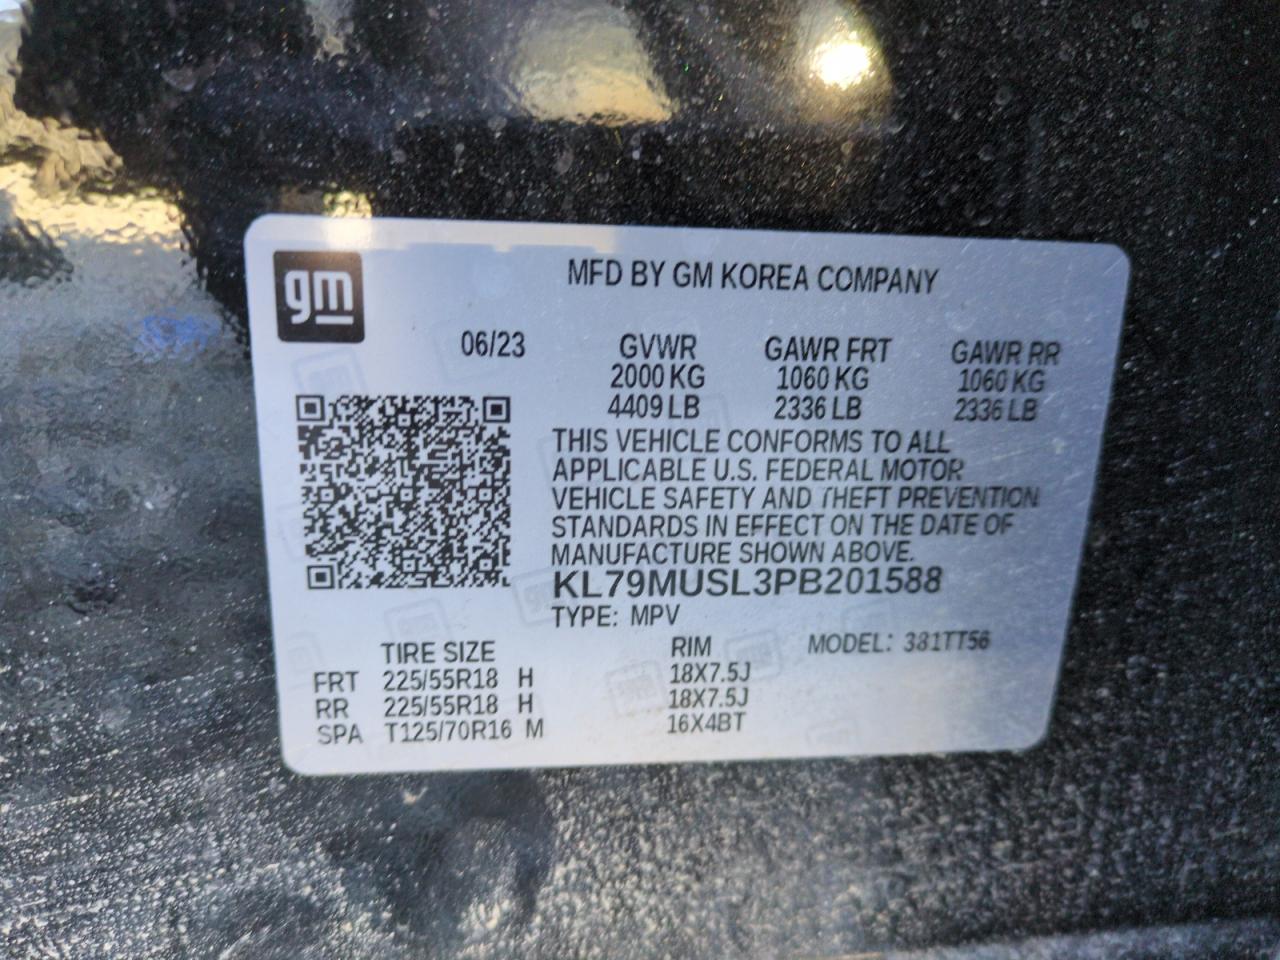 gm
MFD BY GM KOREA COMPANY
06/23 GVWR GAWR FRT GAWR RR
2000 KG 1060 KG 1060 KG
4409 LB 2336 LB 2336 LB
THIS VEHICLE CONFORMS TO ALL
APPLICABLE U.S. FEDERAL MOTOR
VEHICLE SAFETY AND THEFT PREVENTION
STANDARDS IN EFFECT ON THE DATE OF
MANUFACTURE SHOWN ABOVE.
KL79MUSL3PB201588
TYPE: MPV
TIRE SIZE RIM MODEL: 381TT56
FRT 225/55R18 H 18X7.5J
RR 225/55R18 H 18X7.5J
SPA T125/70R16 M 16X4BT